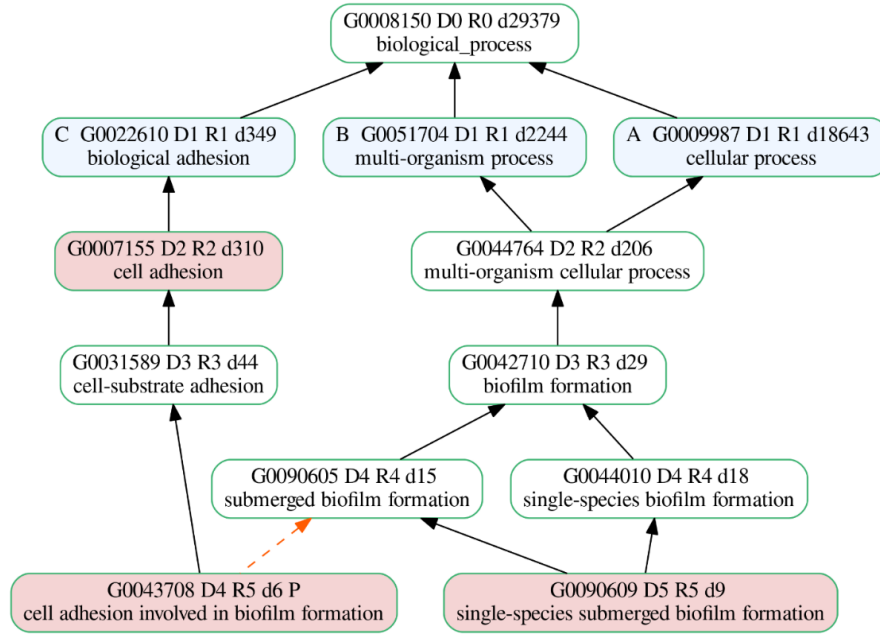 G0008150 D0 R0 d29379
biological_process
C G0022610 D1 R1 d349
biological adhesion
B G0051704 D1 R1 d2244
multi-organism process
A G0009987 D1 R1 d18643
cellular process
G0007155 D2 R2 d310
cell adhesion
G0044764 D2 R2 d206
multi-organism cellular process
G0031589 D3 R3 d44
cell-substrate adhesion
G0042710 D3 R3 d29
biofilm formation
G0090605 D4 R4 d15
submerged biofilm formation
G0044010 D4 R4 d18
single-species biofilm formation
G0043708 D4 R5 d6 P
cell adhesion involved in biofilm formation
G0090609 D5 R5 d9
single-species submerged biofilm formation